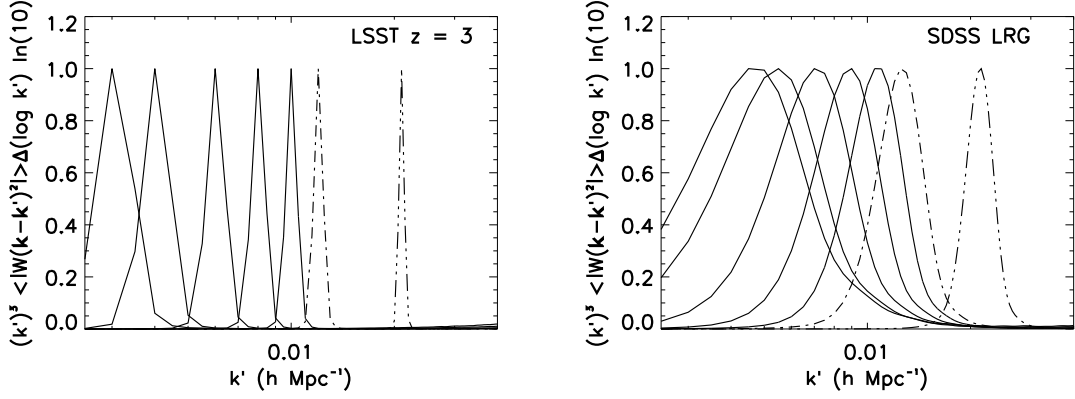 (k')³ <|W(k−k')²|>Δ(log k') ln(10)
1.2
1.0
0.8
0.6
0.4
0.2
0.0
LSST z = 3
0.01
k' (h Mpc⁻¹)
(k')³ <|W(k−k')²|>Δ(log k') ln(10)
1.2
1.0
0.8
0.6
0.4
0.2
0.0
SDSS LRG
0.01
k' (h Mpc⁻¹)